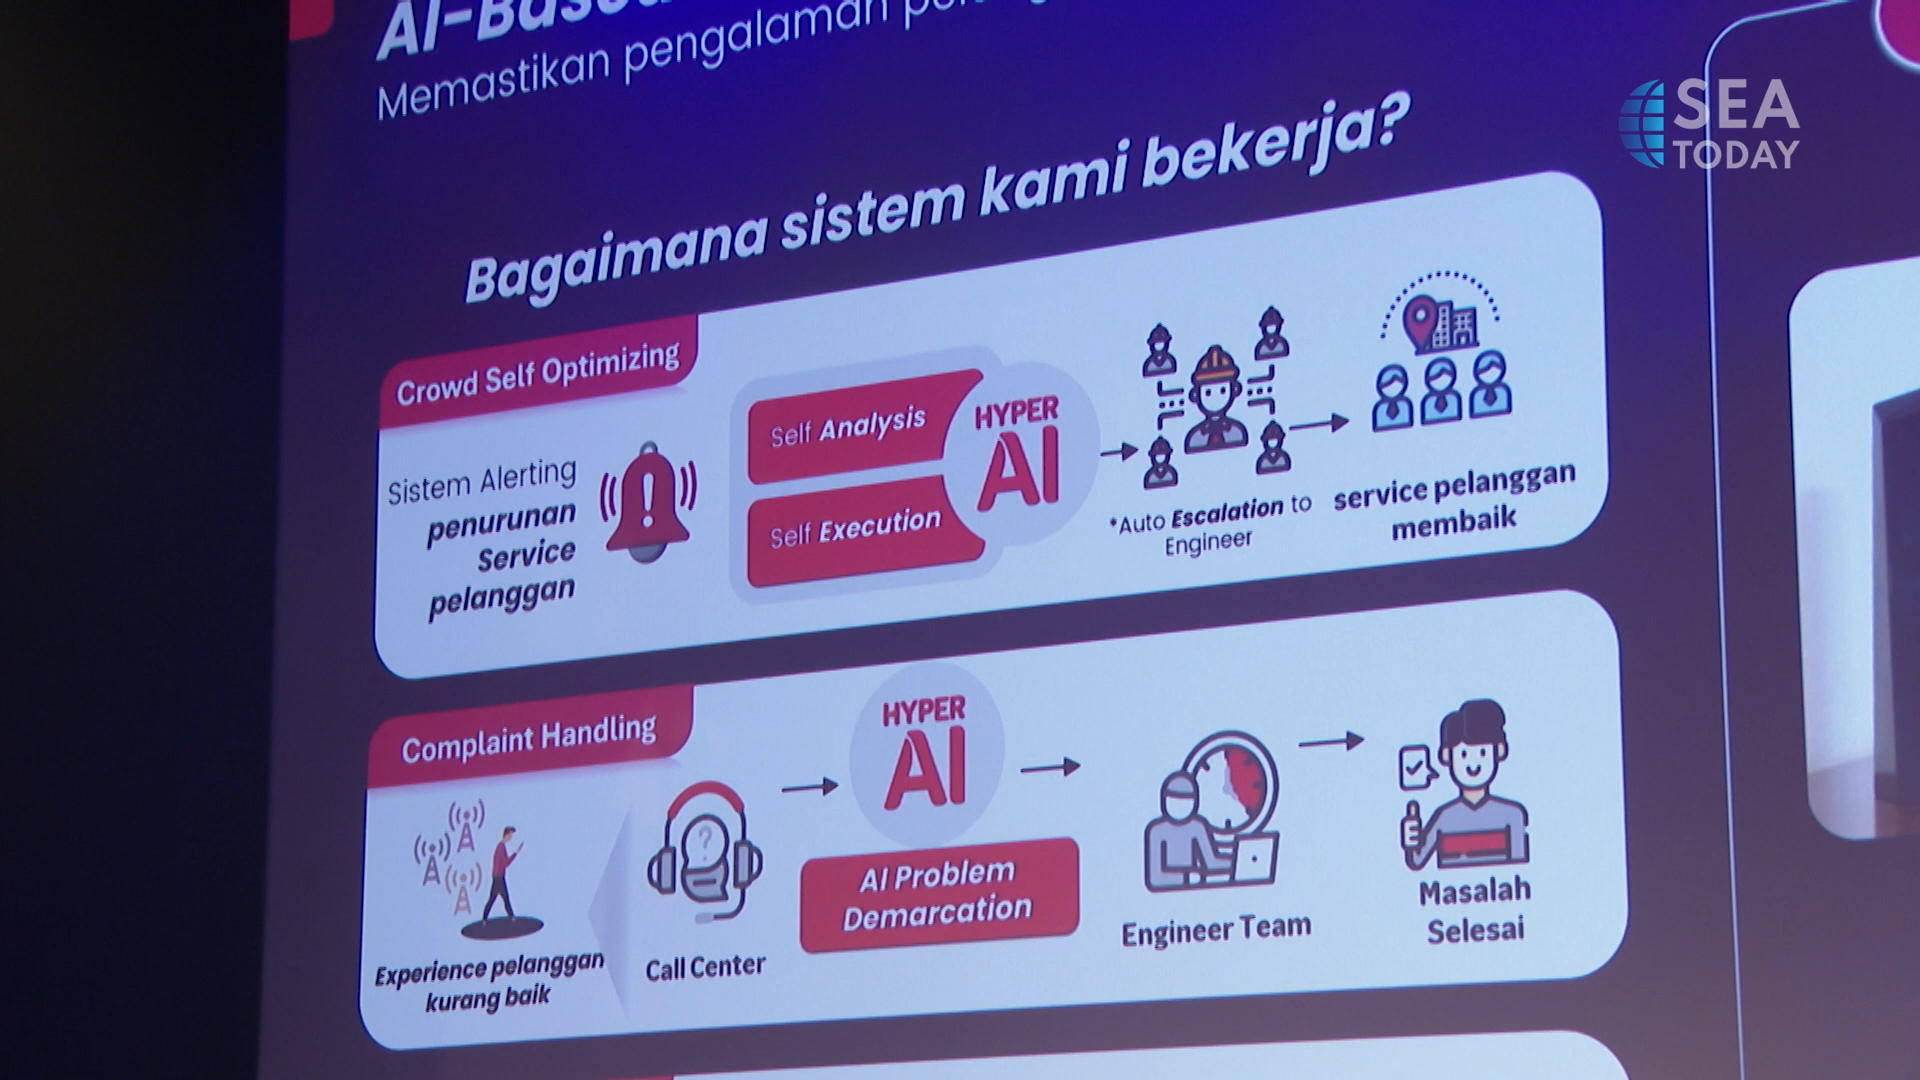 AI-Based
Memastikan pengalaman
SEA
TODAY
Bagaimana sistem kami bekerja?
Crowd Self Optimizing
Sistem Alerting
penurunan
Service
pelanggan
Self Analysis
Self Execution
HYPER
AI
*Auto Escalation to
Engineer
service pelanggan
membaik
Complaint Handling
Experience pelanggan
kurang baik
Call Center
HYPER
AI
AI Problem
Demarcation
Engineer Team
Masalah
Selesai